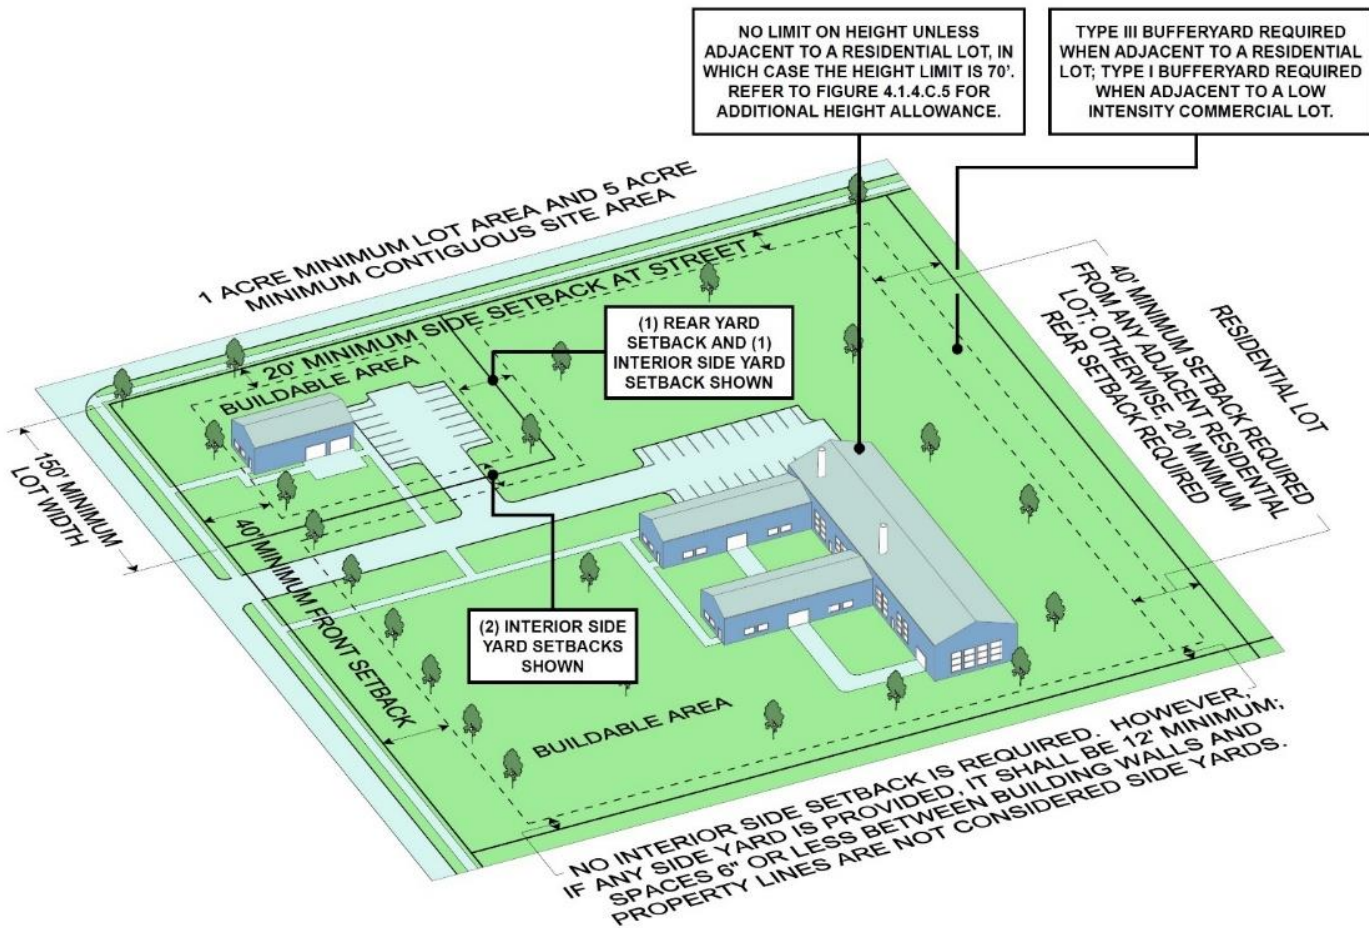 NO LIMIT ON HEIGHT UNLESS
ADJACENT TO A RESIDENTIAL LOT, IN
WHICH CASE THE HEIGHT LIMIT IS 70'.
REFER TO FIGURE 4.1.4.C.5 FOR
ADDITIONAL HEIGHT ALLOWANCE.
TYPE III BUFFERYARD REQUIRED
WHEN ADJACENT TO A RESIDENTIAL
LOT; TYPE I BUFFERYARD REQUIRED
WHEN ADJACENT TO A LOW
INTENSITY COMMERCIAL LOT.
1 ACRE MINIMUM LOT AREA AND 5 ACRE
MINIMUM CONTIGUOUS SITE AREA
20' MINIMUM SIDE SETBACK AT STREET
BUILDABLE AREA
(1) REAR YARD
SETBACK AND (1)
INTERIOR SIDE YARD
SETBACK SHOWN
RESIDENTIAL LOT
40' MINIMUM SETBACK REQUIRED
FROM ANY ADJACENT RESIDENTIAL
LOT; OTHERWISE, 20' MINIMUM
REAR SETBACK REQUIRED
150' MINIMUM
LOT WIDTH
40" MINIMUM FRONT SETBACK
(2) INTERIOR SIDE
YARD SETBACKS
SHOWN
BUILDABLE AREA
NO INTERIOR SIDE SETBACK IS REQUIRED. HOWEVER,
IF ANY SIDE YARD IS PROVIDED, IT SHALL BE 12' MINIMUM;
SPACES 6" OR LESS BETWEEN BUILDING WALLS AND
PROPERTY LINES ARE NOT CONSIDERED SIDE YARDS.